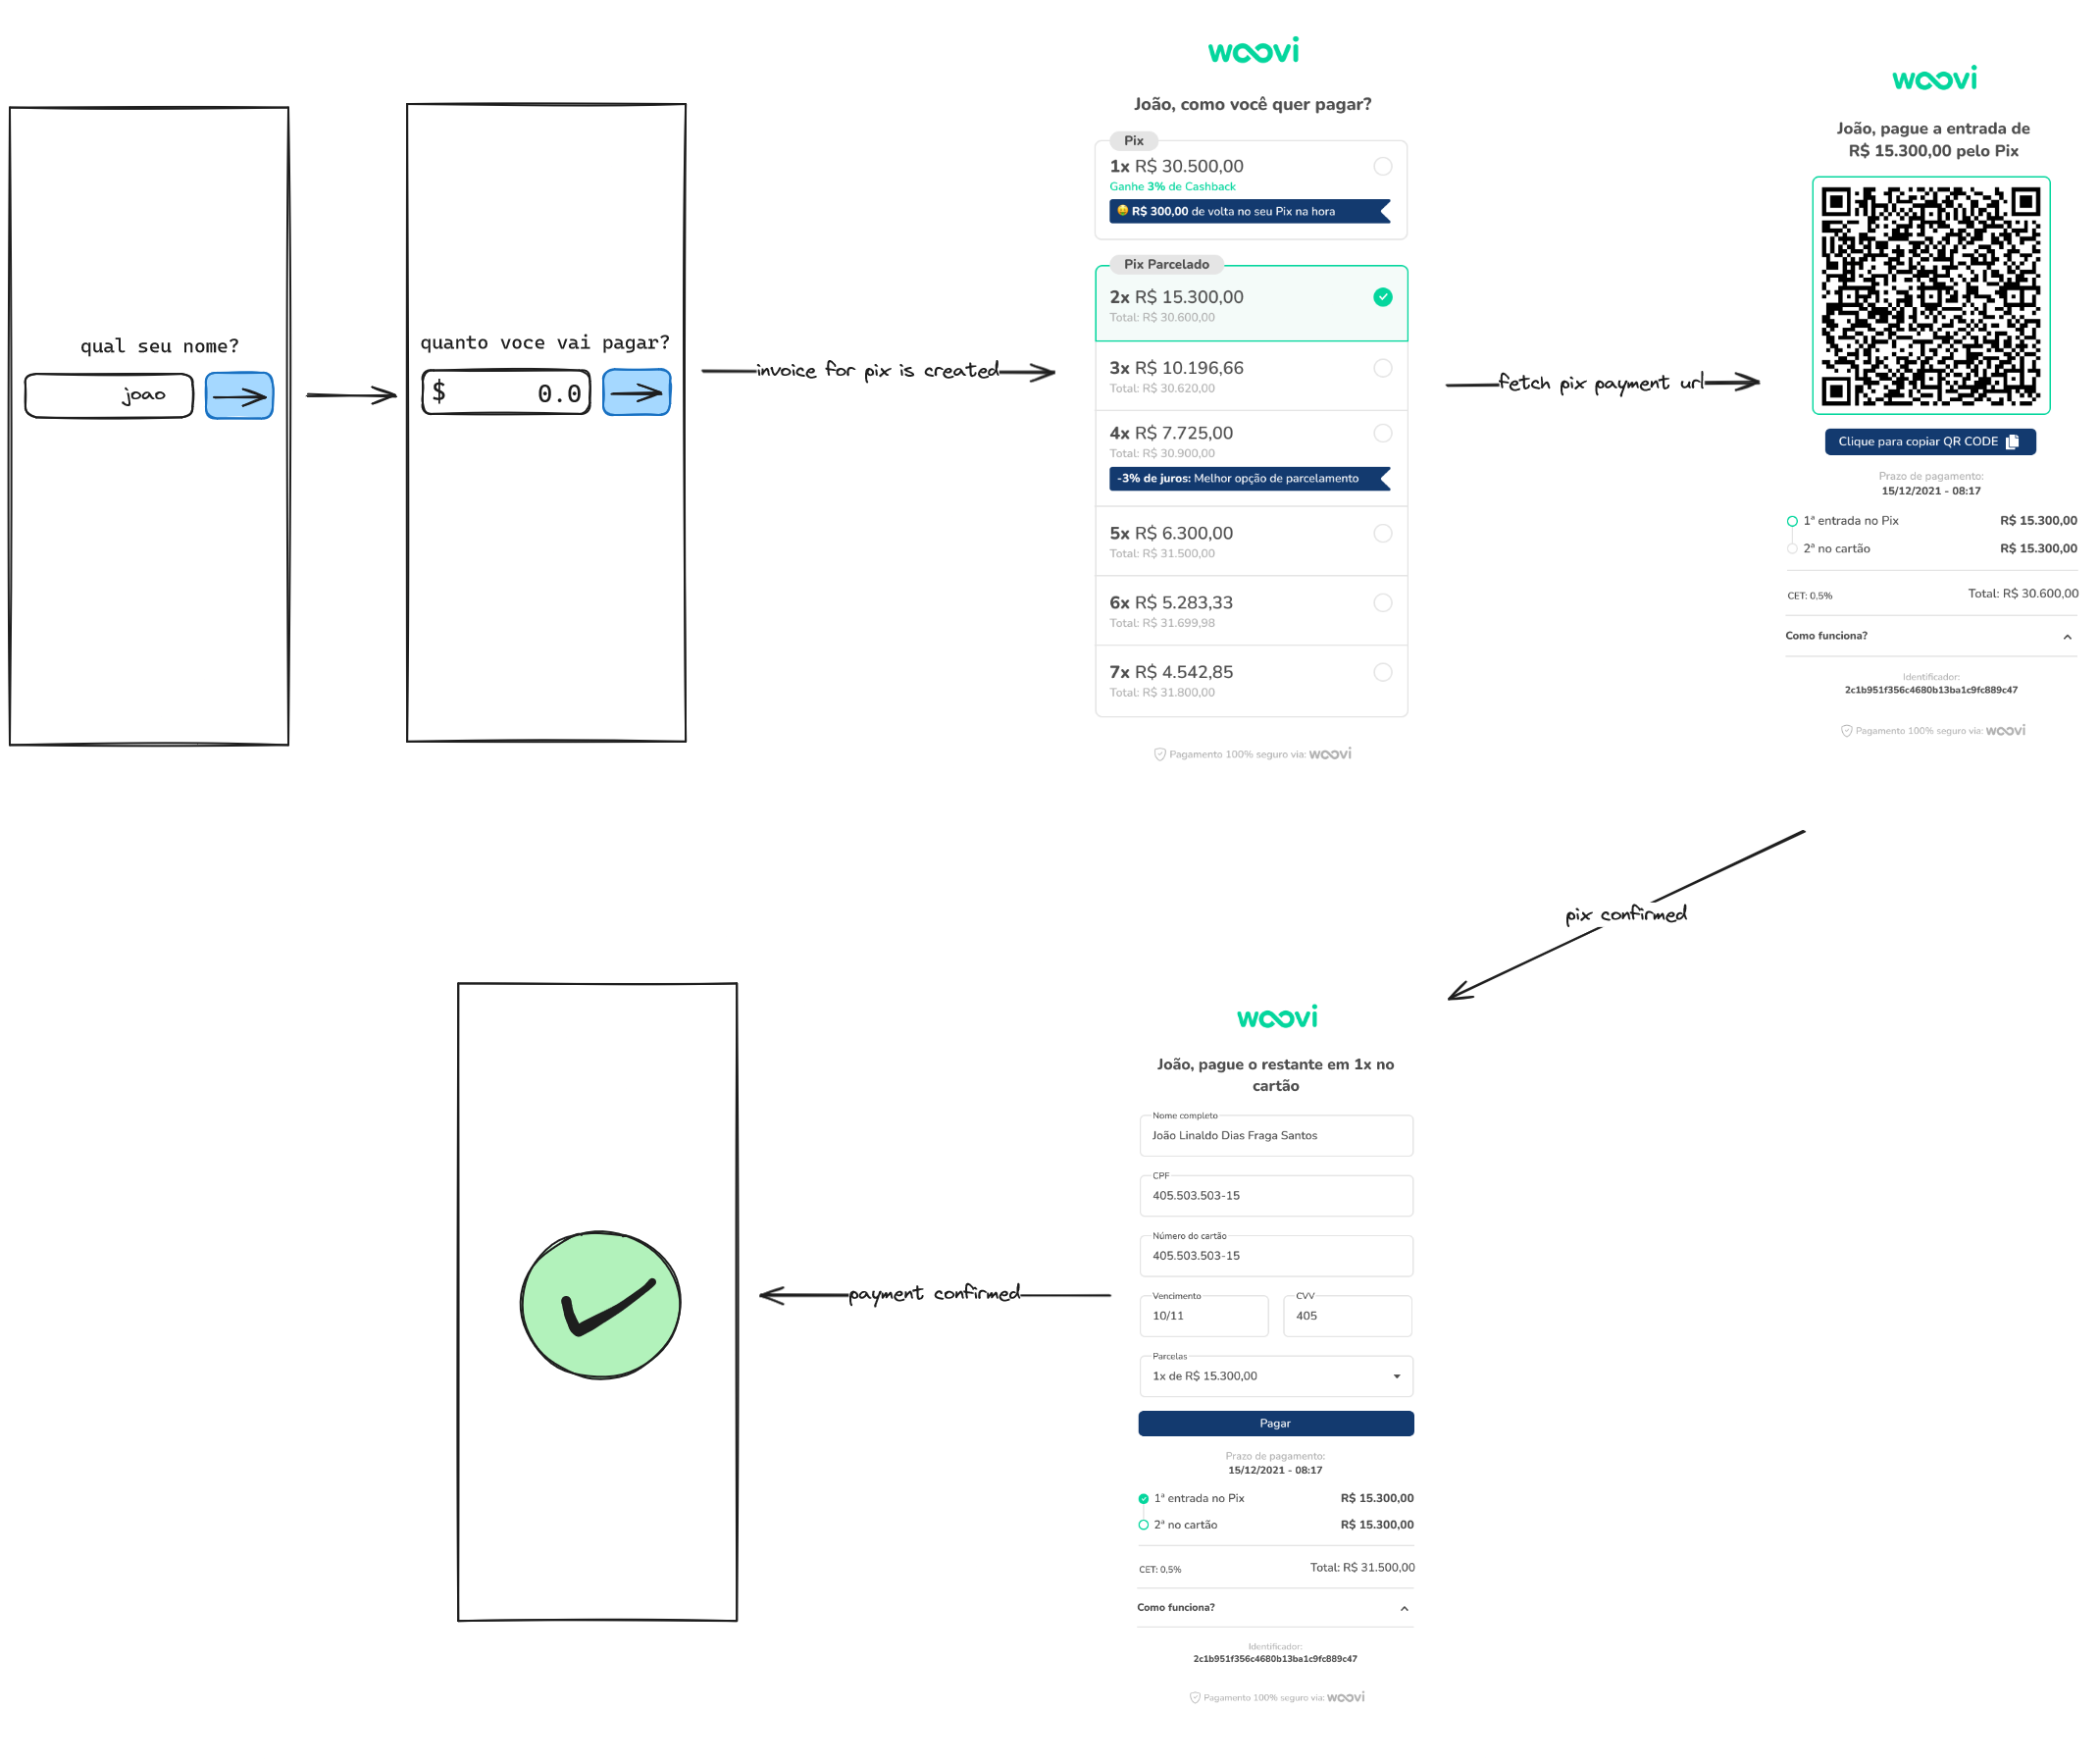 qual seu nome?
joao
quanto voce vai pagar?
$ 0.0
invoice for pix is created
woovi
João, como você quer pagar?
Pix
1x R$ 30.500,00
Ganhe 3% de Cashback
🤑 R$ 300,00 de volta no seu Pix na hora
Pix Parcelado
2x R$ 15.300,00
Total: R$ 30.600,00
3x R$ 10.196,66
Total: R$ 30.620,00
4x R$ 7.725,00
Total: R$ 30.900,00
-3% de juros: Melhor opção de parcelamento
5x R$ 6.300,00
Total: R$ 31.500,00
6x R$ 5.283,33
Total: R$ 31.699,98
7x R$ 4.542,85
Total: R$ 31.800,00
Pagamento 100% seguro via: woovi
fetch pix payment url
woovi
João, pague a entrada de
R$ 15.300,00 pelo Pix
Clique para copiar QR CODE
Prazo de pagamento:
15/12/2021 - 08:17
1ª entrada no Pix R$ 15.300,00
2ª no cartão R$ 15.300,00
CET: 0,5% Total: R$ 30.600,00
Como funciona?
Identificador:
2c1b951f356c4680b13ba1c9fc889c47
Pagamento 100% seguro via: woovi
pix confirmed
woovi
João, pague o restante em 1x no
cartão
Nome completo
João Linaldo Dias Fraga Santos
CPF
405.503.503-15
Número do cartão
405.503.503-15
Vencimento CVV
10/11 405
Parcelas
1x de R$ 15.300,00
Pagar
Prazo de pagamento:
15/12/2021 - 08:17
1ª entrada no Pix R$ 15.300,00
2ª no cartão R$ 15.300,00
CET: 0,5% Total: R$ 31.500,00
Como funciona?
Identificador:
2c1b951f356c4680b13ba1c9fc889c47
Pagamento 100% seguro via: woovi
payment confirmed